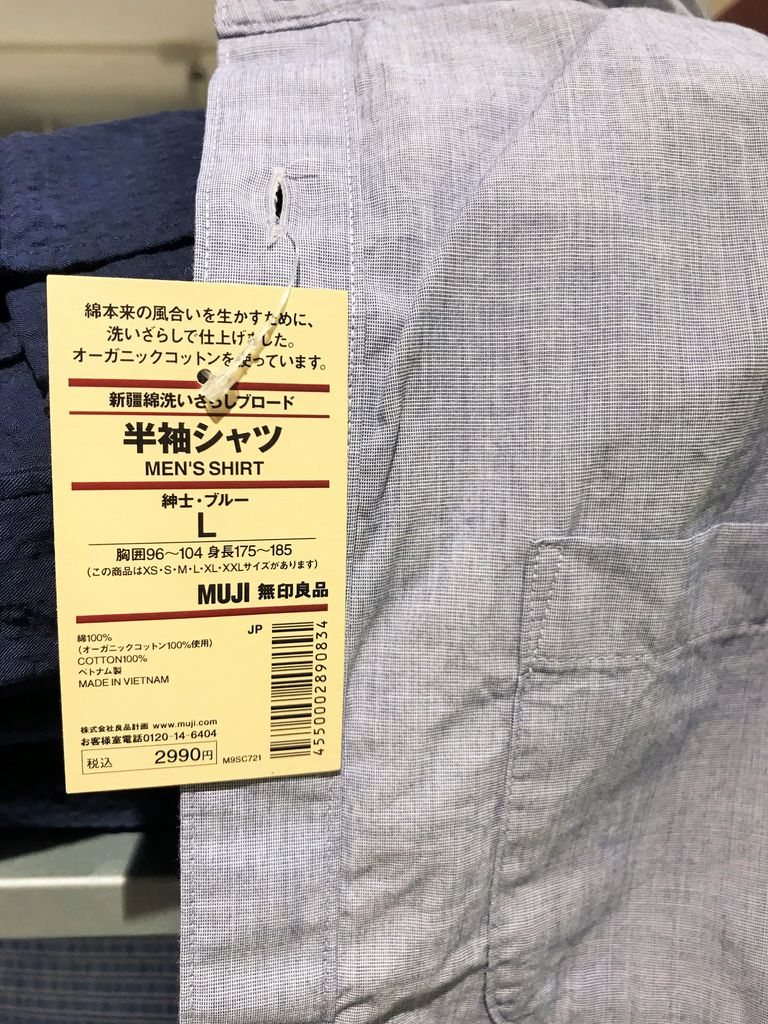 綿本来の風合いを生かすために、
洗いざらしで仕上げました。
オーガニックコットンを使っています。
新疆綿洗いざらしブロード
半袖シャツ
MEN'S SHIRT
紳士・ブルー
L
胸囲96〜104 身長175〜185
(この商品はXS・S・M・L・XL・XXLサイズがあります)
MUJI 無印良品
JP
綿100%
(オーガニックコットン100%使用)
COTTON100%
ベトナム製
MADE IN VIETNAM
4550002890834
株式会社良品計画 www.muji.com
お客様室電話0120-14-6404
税込 2990円
M9SC721